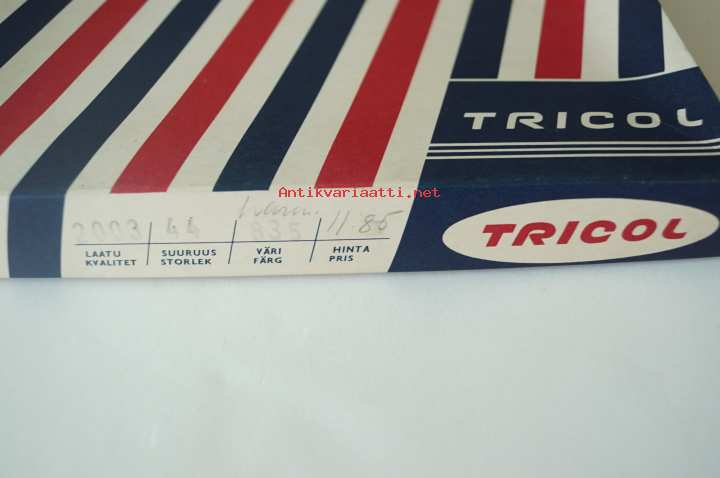 TRICOL
Antikvariaatti.net
2003 44 835 11.85
LAATU SUURUUS VÄRI HINTA
KVALITET STORLEK FÄRG PRIS
TRICOL